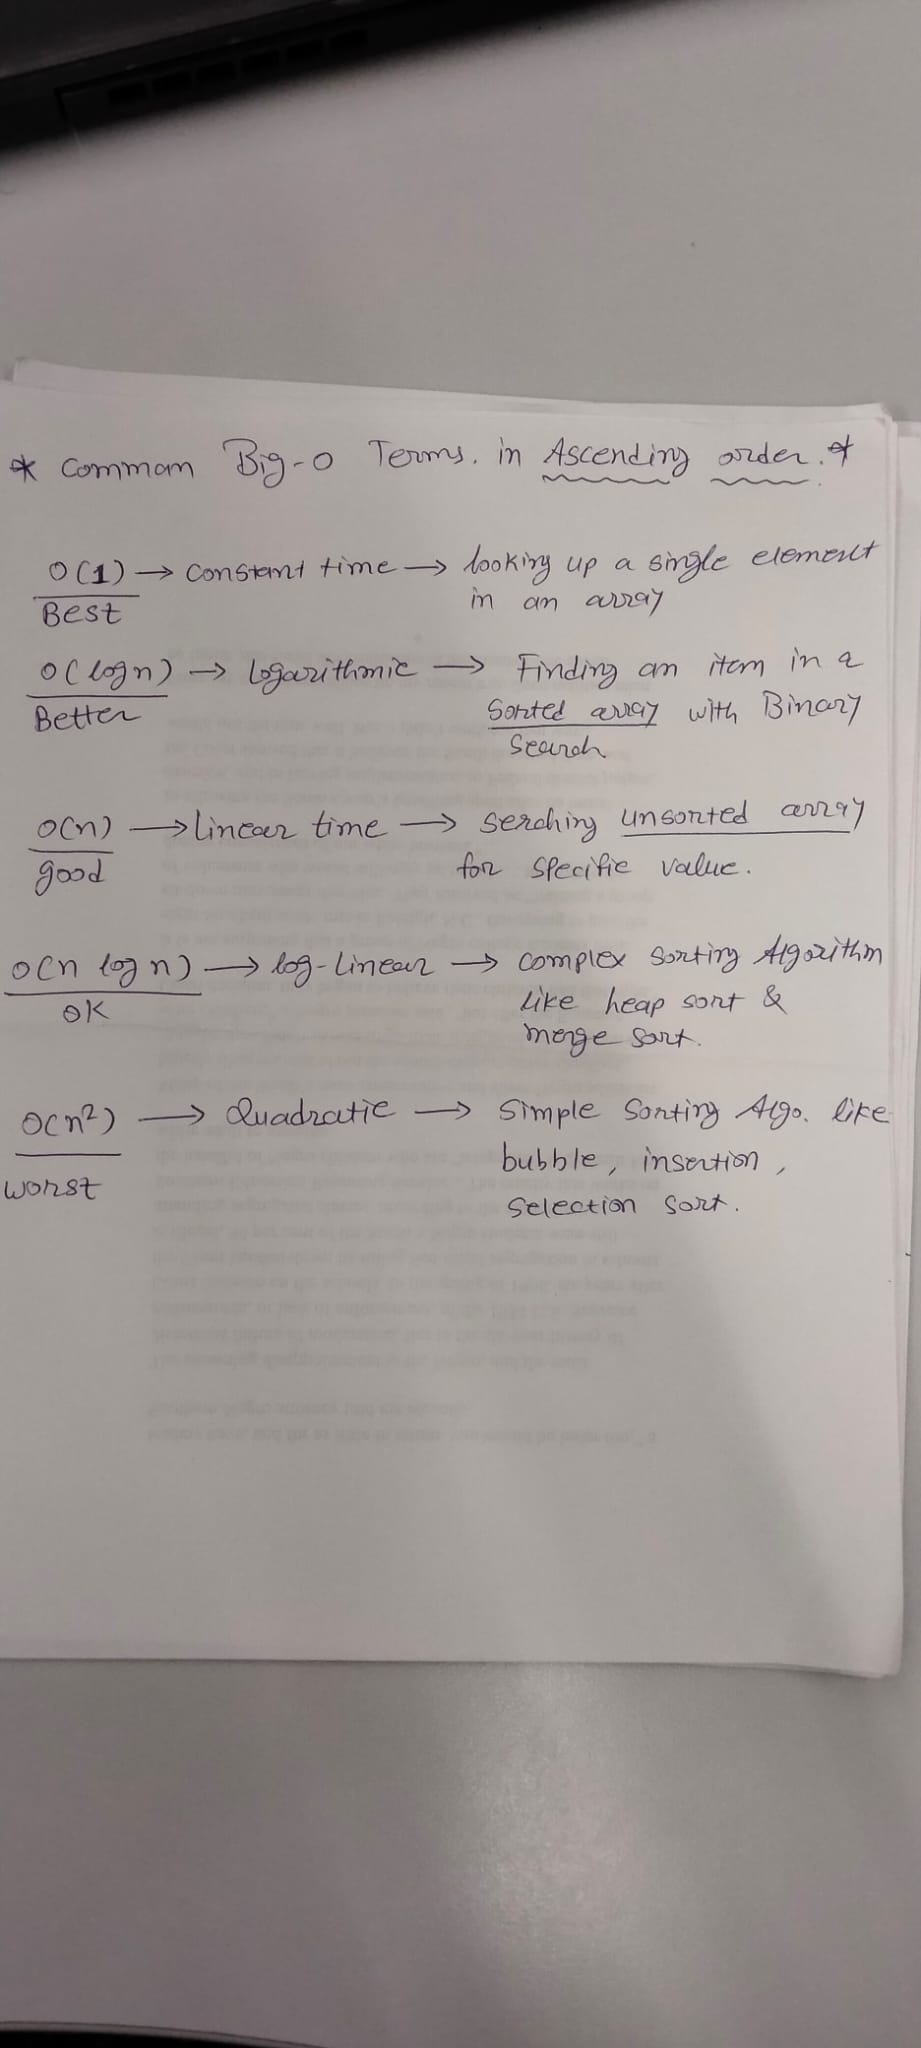 * Comman Big-O Terms. in Ascending order. *
O(1) → constant time → looking up a single element
Best in an array
O(log n) → logarithmic → Finding an item in a
Better sorted array with Binary
Search
O(n) → linear time → serching unsorted array
good for specific value.
O(n log n) → log-linear → complex sorting Algorithm
OK like heap sort &
merge sort.
O(n²) → Quadratic → Simple Sorting Algo. like
worst bubble, insertion,
selection sort.